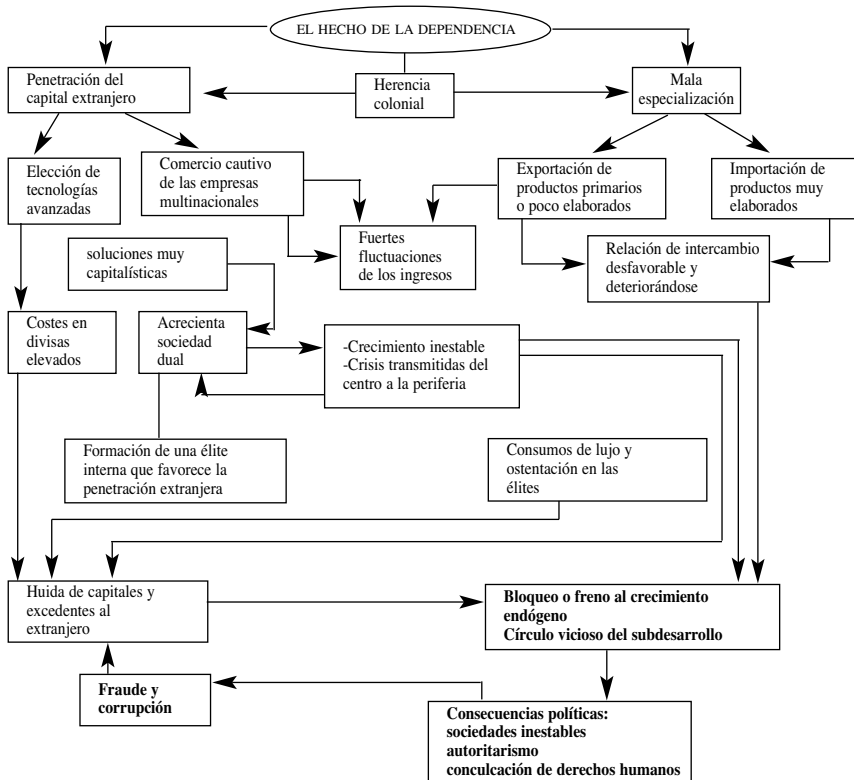 EL HECHO DE LA DEPENDENCIA
Penetración del
capital extranjero
Herencia
colonial
Mala
especialización
Elección de
tecnologías
avanzadas
Comercio cautivo
de las empresas
multinacionales
Exportación de
productos primarios
o poco elaborados
Importación de
productos muy
elaborados
soluciones muy
capitalísticas
Fuertes
fluctuaciones
de los ingresos
Relación de intercambio
desfavorable y
deteriorándose
Costes en
divisas
elevados
Acrecienta
sociedad
dual
-Crecimiento inestable
-Crisis transmitidas del
centro a la periferia
Formación de una élite
interna que favorece la
penetración extranjera
Consumos de lujo y
ostentación en las
élites
Huida de capitales y
excedentes al
extranjero
Bloqueo o freno al crecimiento
endógeno
Círculo vicioso del subdesarrollo
Fraude y
corrupción
Consecuencias políticas:
sociedades inestables
autoritarismo
conculcación de derechos humanos